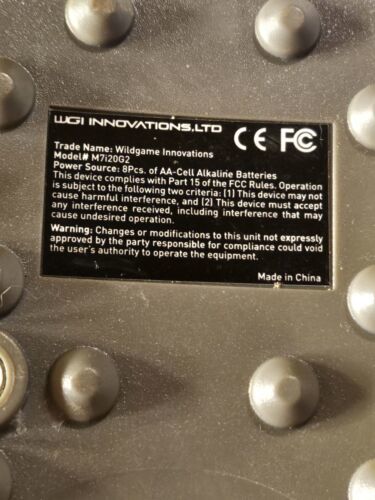 WGI INNOVATIONS,LTD
CE FC
Trade Name: Wildgame Innovations
Model# M7i20G2
Power Source: 8Pcs. of AA-Cell Alkaline Batteries
This device complies with Part 15 of the FCC Rules. Operation
is subject to the following two criteria: (1) This device may not
cause harmful interference, and (2) This device must accept
any interference received, including interference that may
cause undesired operation.
Warning: Changes or modifications to this unit not expressly
approved by the party responsible for compliance could void
the user's authority to operate the equipment.
Made in China